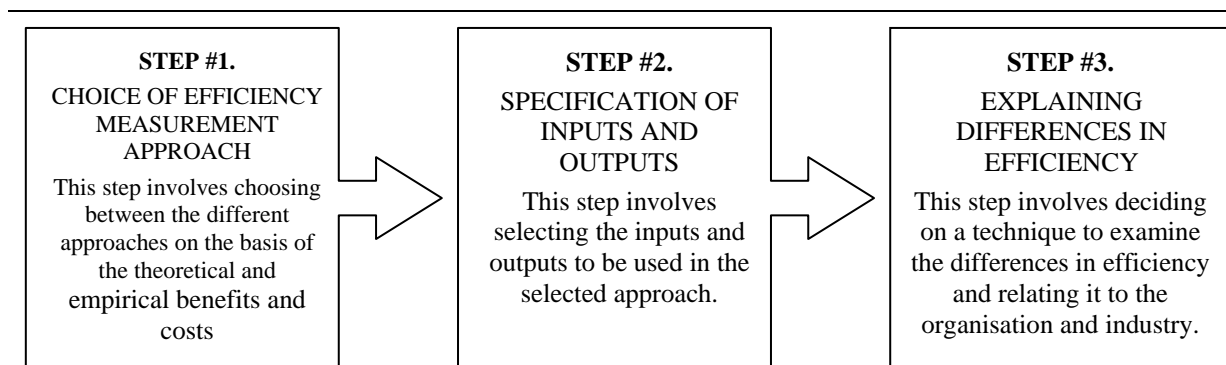 STEP #1.
CHOICE OF EFFICIENCY
MEASUREMENT
APPROACH
This step involves choosing
between the different
approaches on the basis of
the theoretical and
empirical benefits and
costs
STEP #2.
SPECIFICATION OF
INPUTS AND
OUTPUTS
This step involves
selecting the inputs and
outputs to be used in the
selected approach.
STEP #3.
EXPLAINING
DIFFERENCES IN
EFFICIENCY
This step involves deciding
on a technique to examine
the differences in efficiency
and relating it to the
organisation and industry.